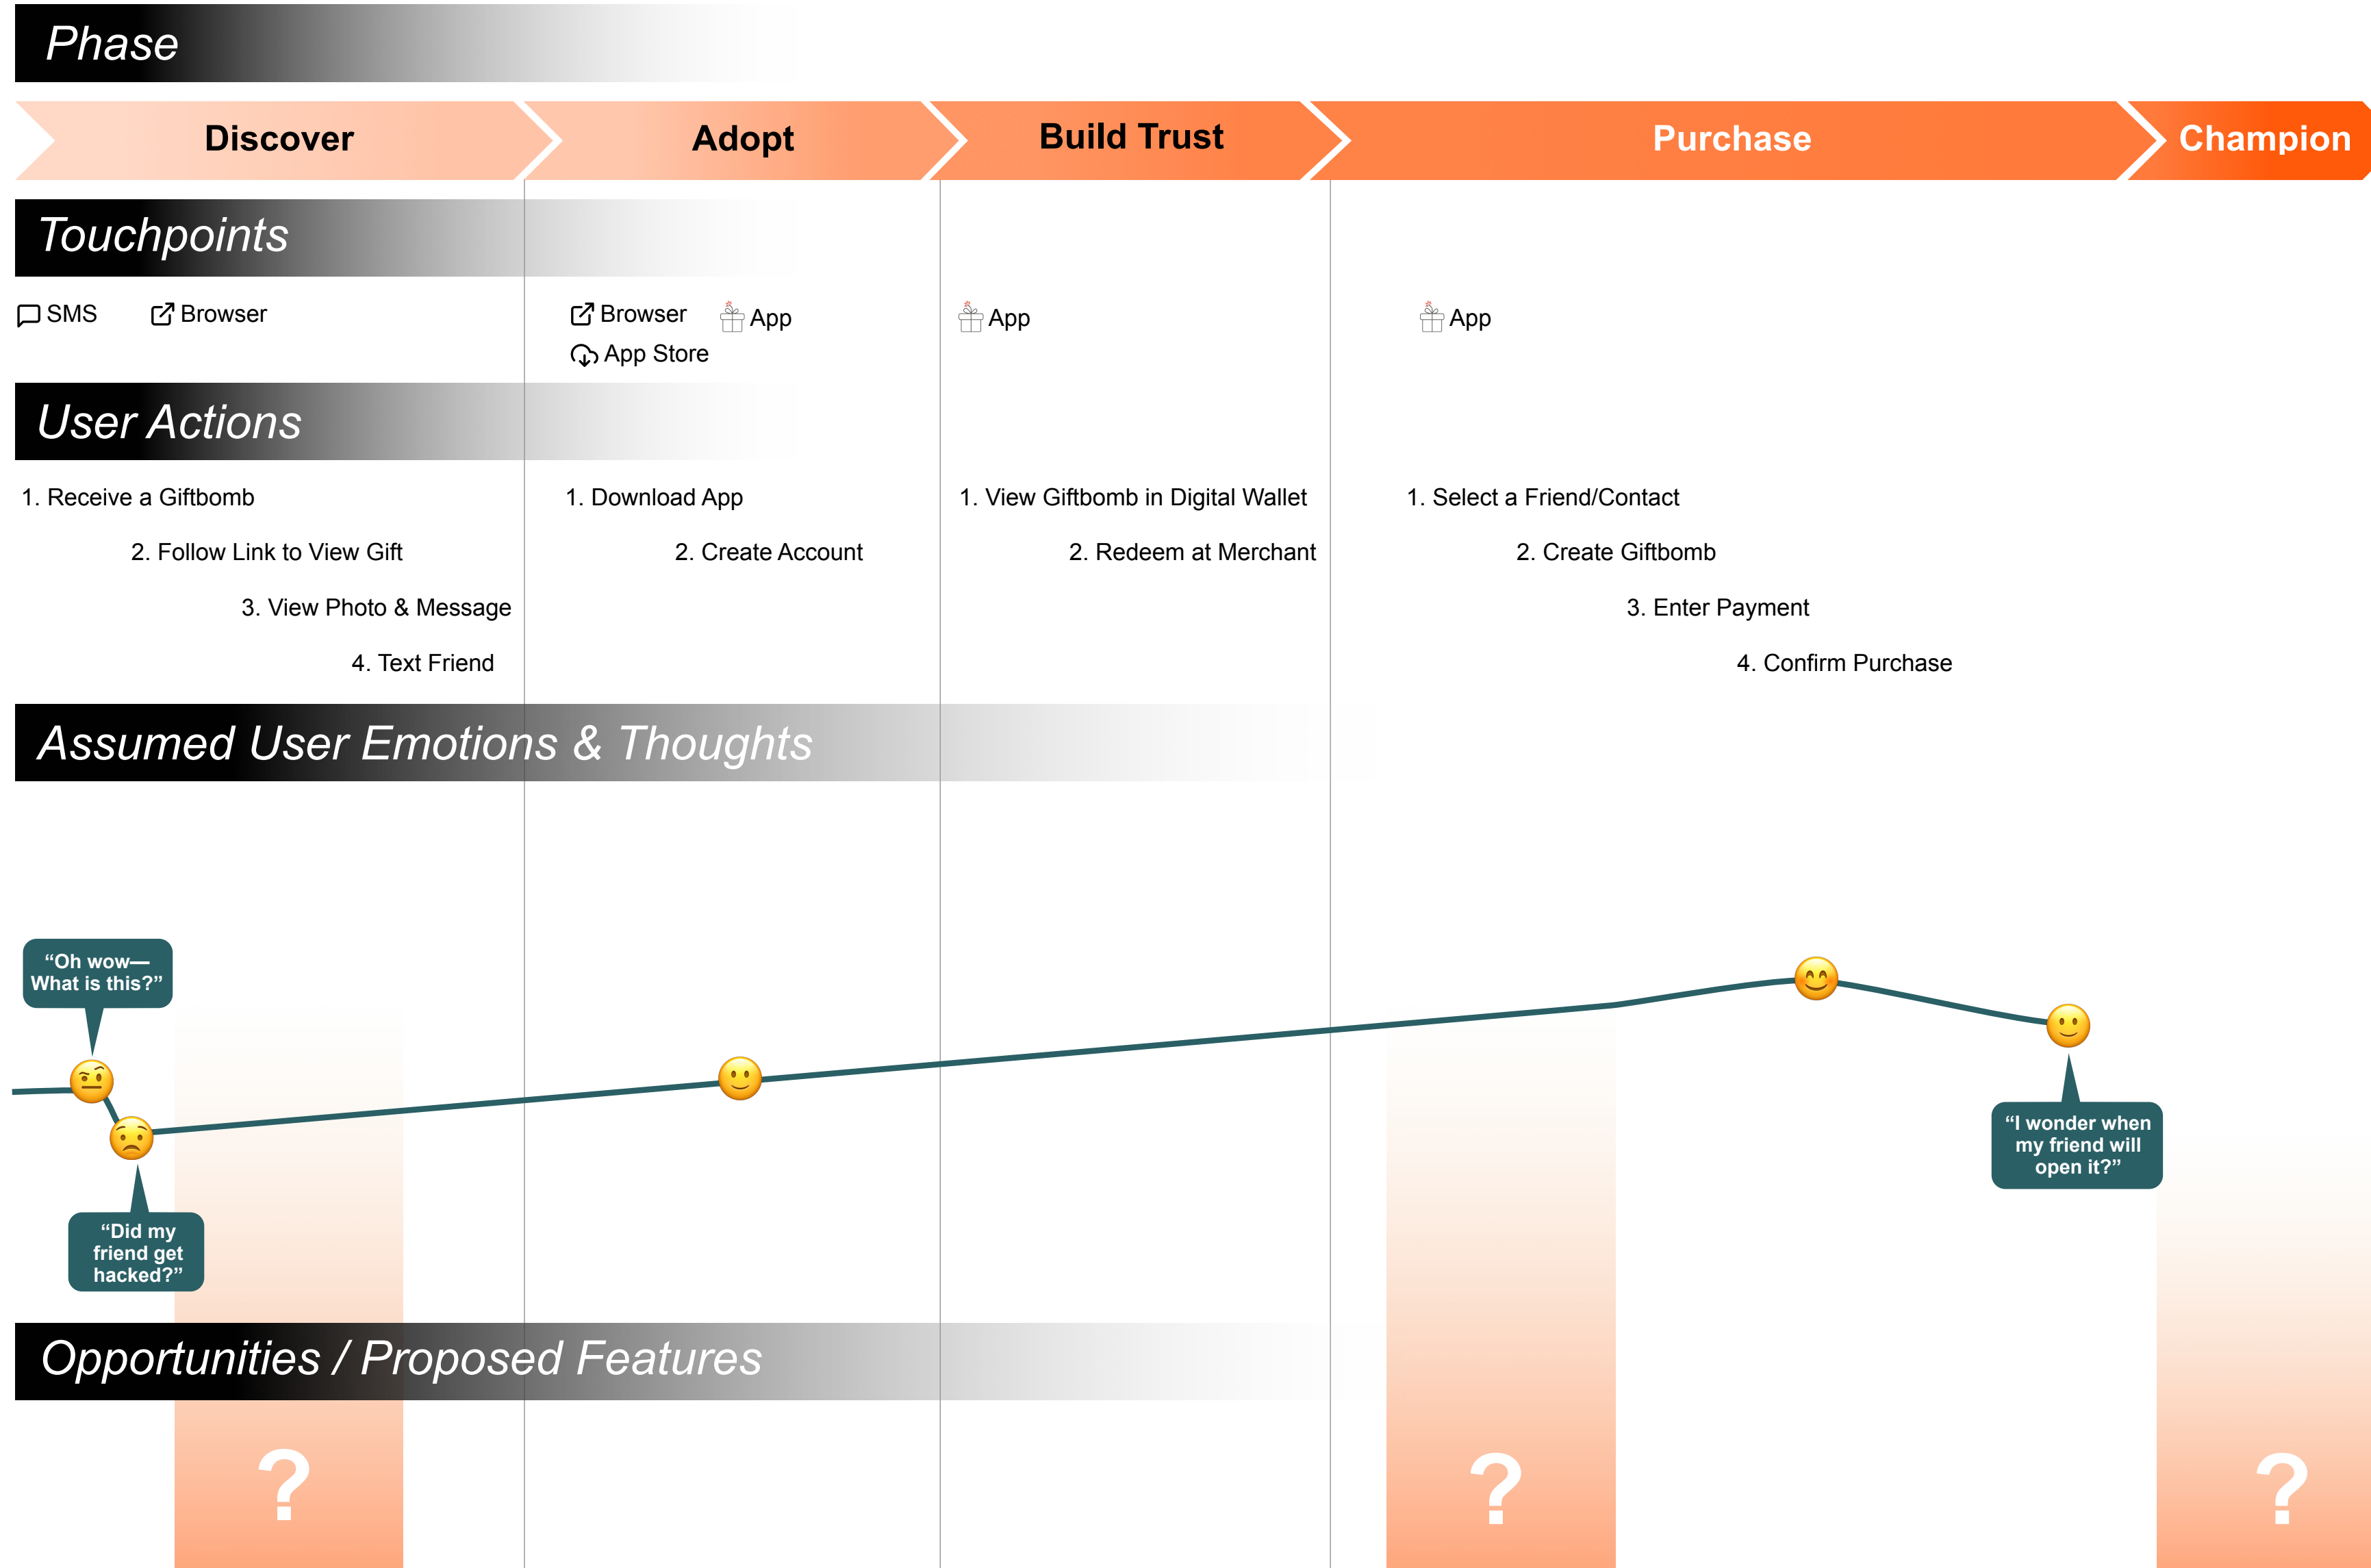 Phase
Discover
Adopt
Build Trust
Purchase
Champion
Touchpoints
SMS
Browser
Browser
App
App Store
App
App
User Actions
1. Receive a Giftbomb
2. Follow Link to View Gift
3. View Photo & Message
4. Text Friend
1. Download App
2. Create Account
1. View Giftbomb in Digital Wallet
2. Redeem at Merchant
1. Select a Friend/Contact
2. Create Giftbomb
3. Enter Payment
4. Confirm Purchase
Assumed User Emotions & Thoughts
“Oh wow—
What is this?”
“Did my
friend get
hacked?”
“I wonder when
my friend will
open it?”
Opportunities / Proposed Features
?
?
?